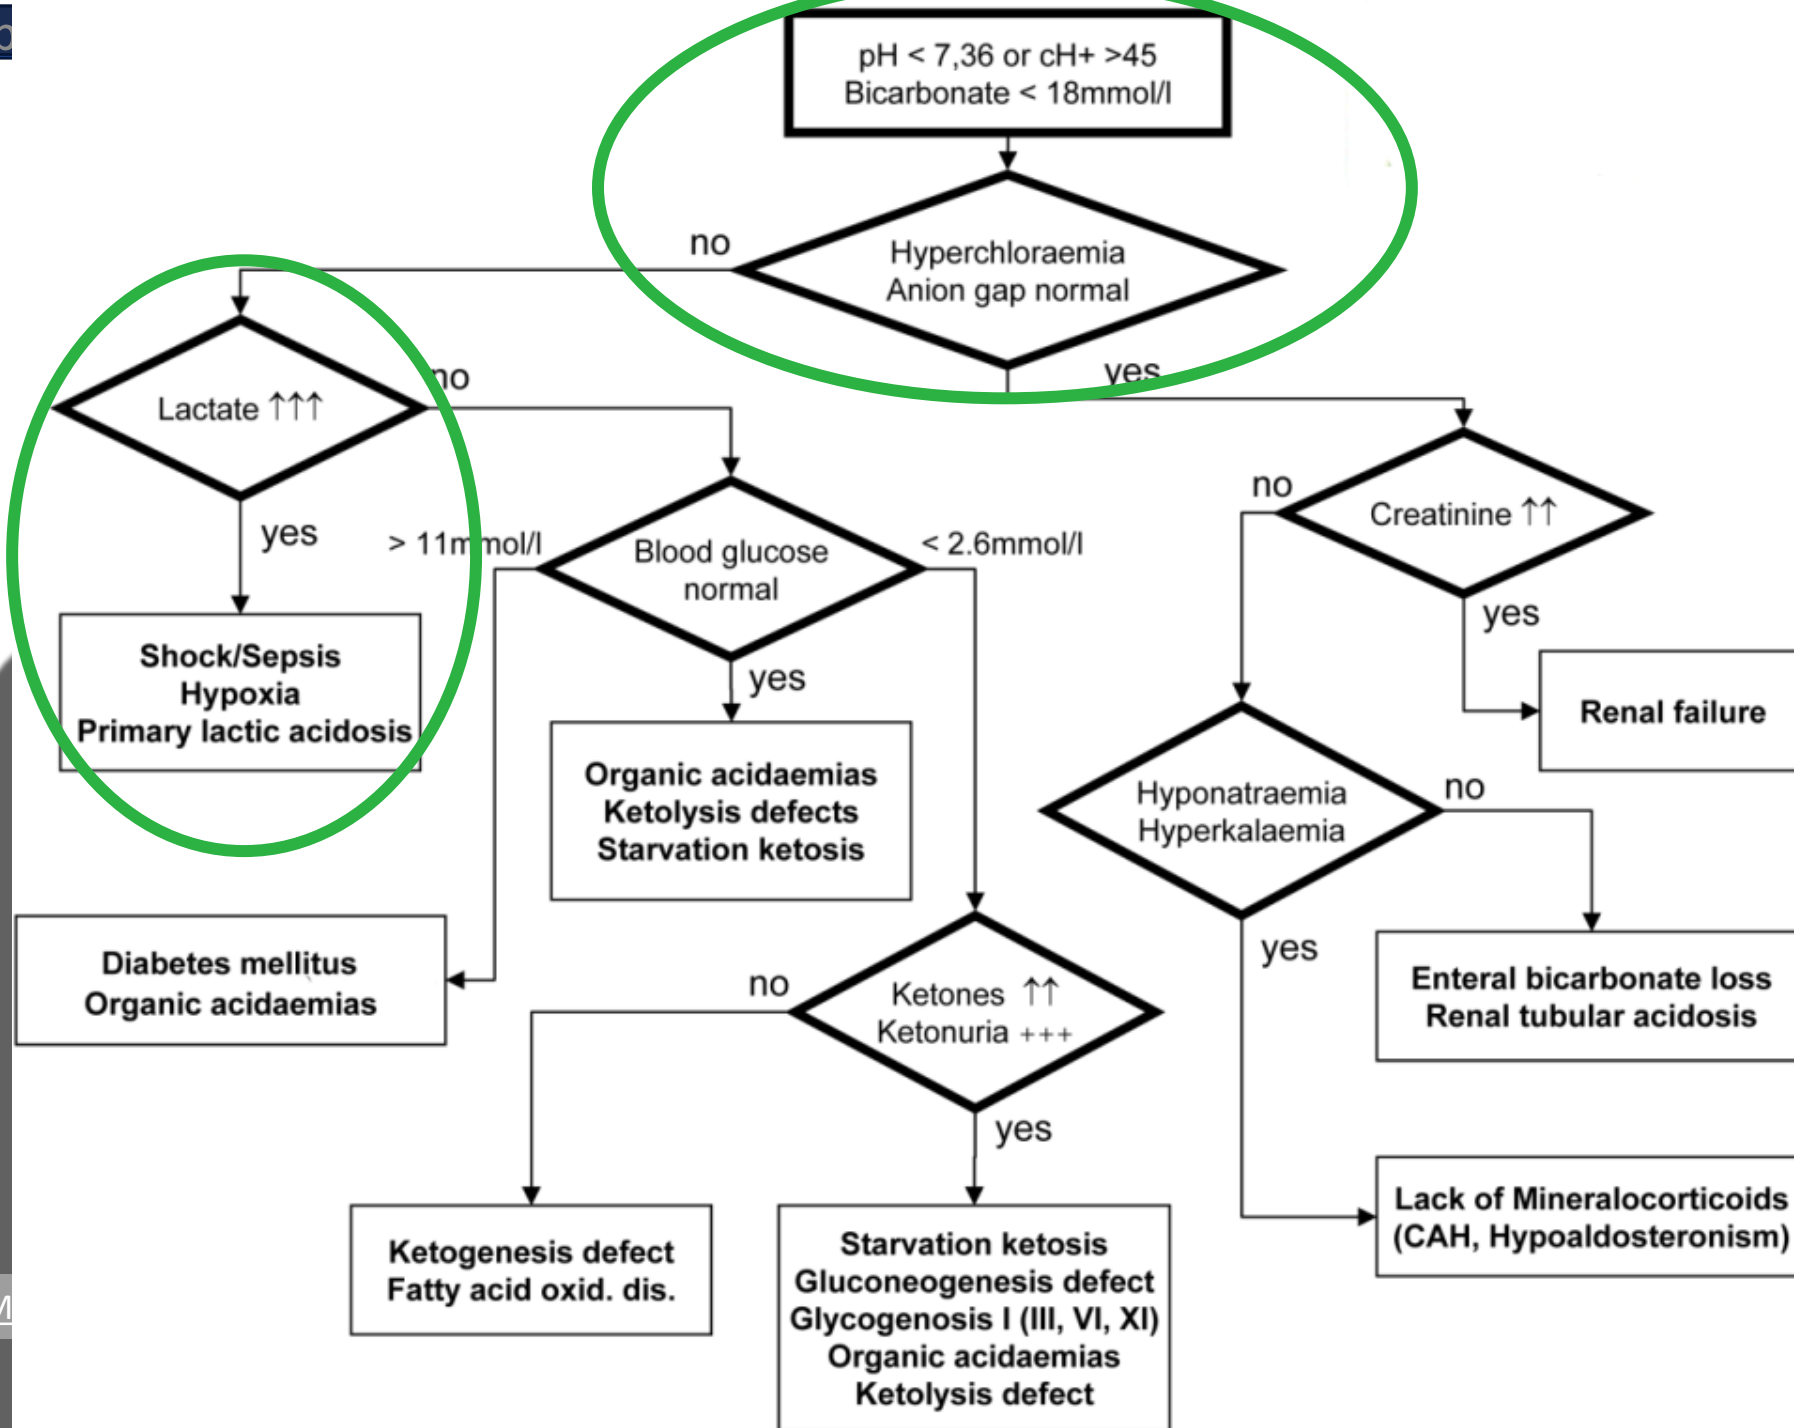 pH < 7,36 or cH+ >45
Bicarbonate < 18mmol/l
no
Hyperchloraemia
Anion gap normal
yes
Lactate ↑↑↑
no
yes
Shock/Sepsis
Hypoxia
Primary lactic acidosis
> 11mmol/l
Blood glucose
normal
< 2.6mmol/l
yes
Organic acidaemias
Ketolysis defects
Starvation ketosis
Diabetes mellitus
Organic acidaemias
no
Ketones ↑↑
Ketonuria +++
yes
Ketogenesis defect
Fatty acid oxid. dis.
Starvation ketosis
Gluconeogenesis defect
Glycogenosis I (III, VI, XI)
Organic acidaemias
Ketolysis defect
no
Creatinine ↑↑
yes
Renal failure
Hyponatraemia
Hyperkalaemia
no
yes
Enteral bicarbonate loss
Renal tubular acidosis
Lack of Mineralocorticoids
(CAH, Hypoaldosteronism)